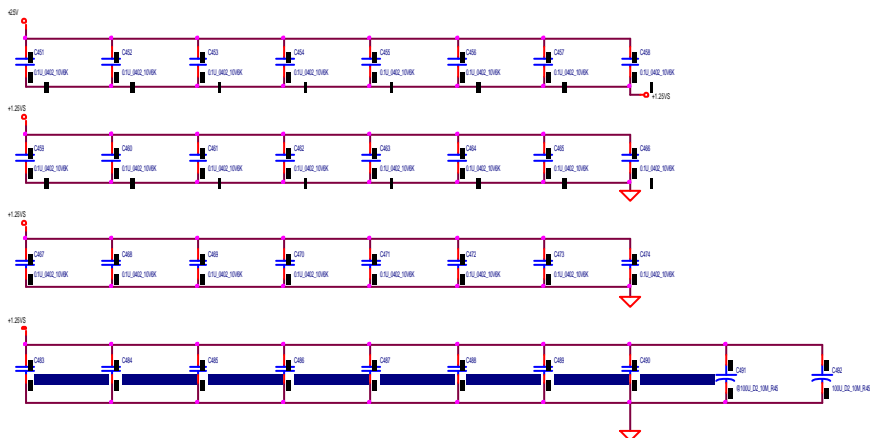 +25V
C451 C452 C453 C454 C455 C456 C457 C458
0.1U_0402_10V6K 0.1U_0402_10V6K 0.1U_0402_10V6K 0.1U_0402_10V6K 0.1U_0402_10V6K 0.1U_0402_10V6K 0.1U_0402_10V6K 0.1U_0402_10V6K
+1.25VS
+1.25VS
C459 C460 C461 C462 C463 C464 C465 C466
0.1U_0402_10V6K 0.1U_0402_10V6K 0.1U_0402_10V6K 0.1U_0402_10V6K 0.1U_0402_10V6K 0.1U_0402_10V6K 0.1U_0402_10V6K 0.1U_0402_10V6K
+1.25VS
C467 C468 C469 C470 C471 C472 C473 C474
0.1U_0402_10V6K 0.1U_0402_10V6K 0.1U_0402_10V6K 0.1U_0402_10V6K 0.1U_0402_10V6K 0.1U_0402_10V6K 0.1U_0402_10V6K 0.1U_0402_10V6K
+1.25VS
C483 C484 C485 C486 C487 C488 C489 C490 C491 C492
@100U_D2_10M_R45 100U_D2_10M_R45